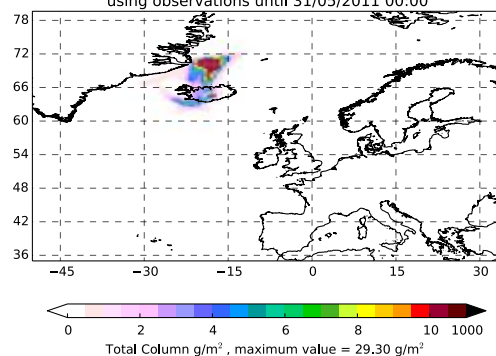 using observations until 31/05/2011 00:00
78
72
66
60
54
48
42
36
−45 −30 −15 0 15 30
0 2 4 6 8 10 1000
Total Column g/m² , maximum value = 29.30 g/m²